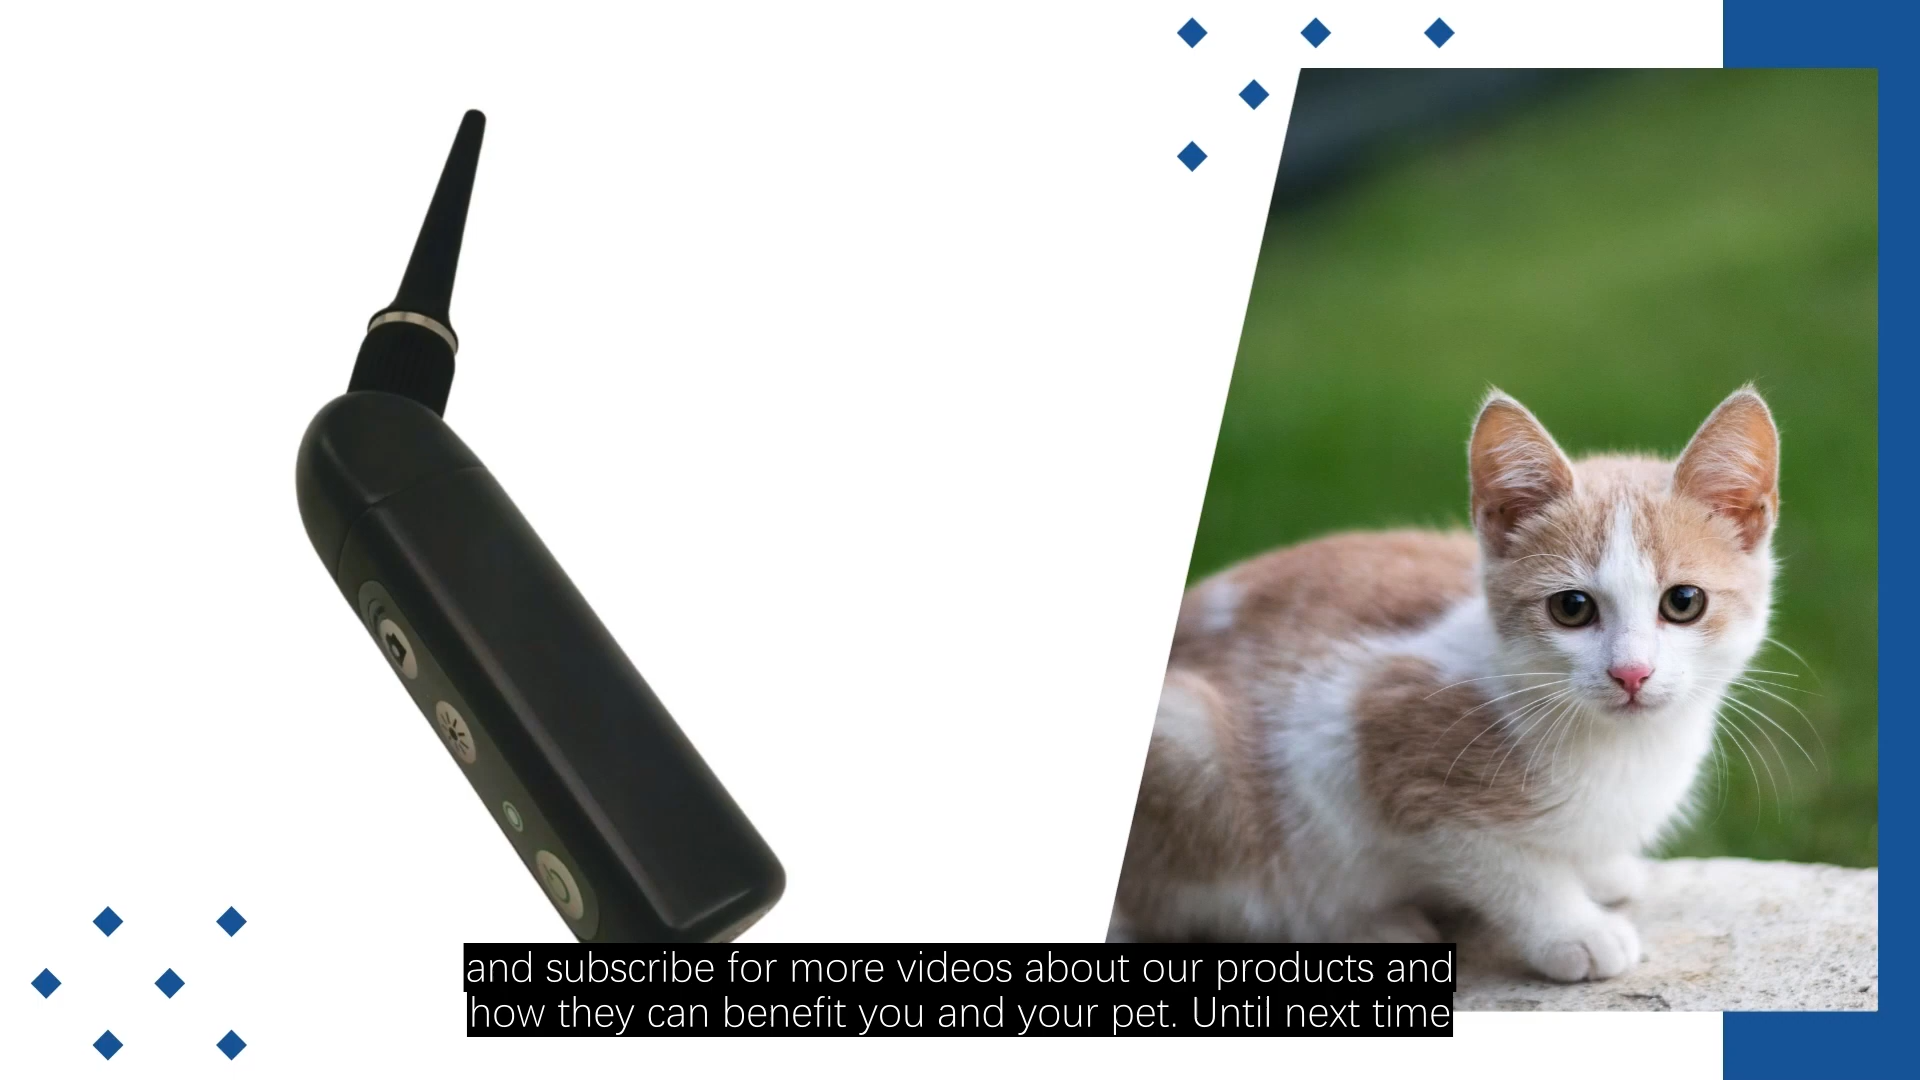 and subscribe for more videos about our products and
how they can benefit you and your pet. Until next time